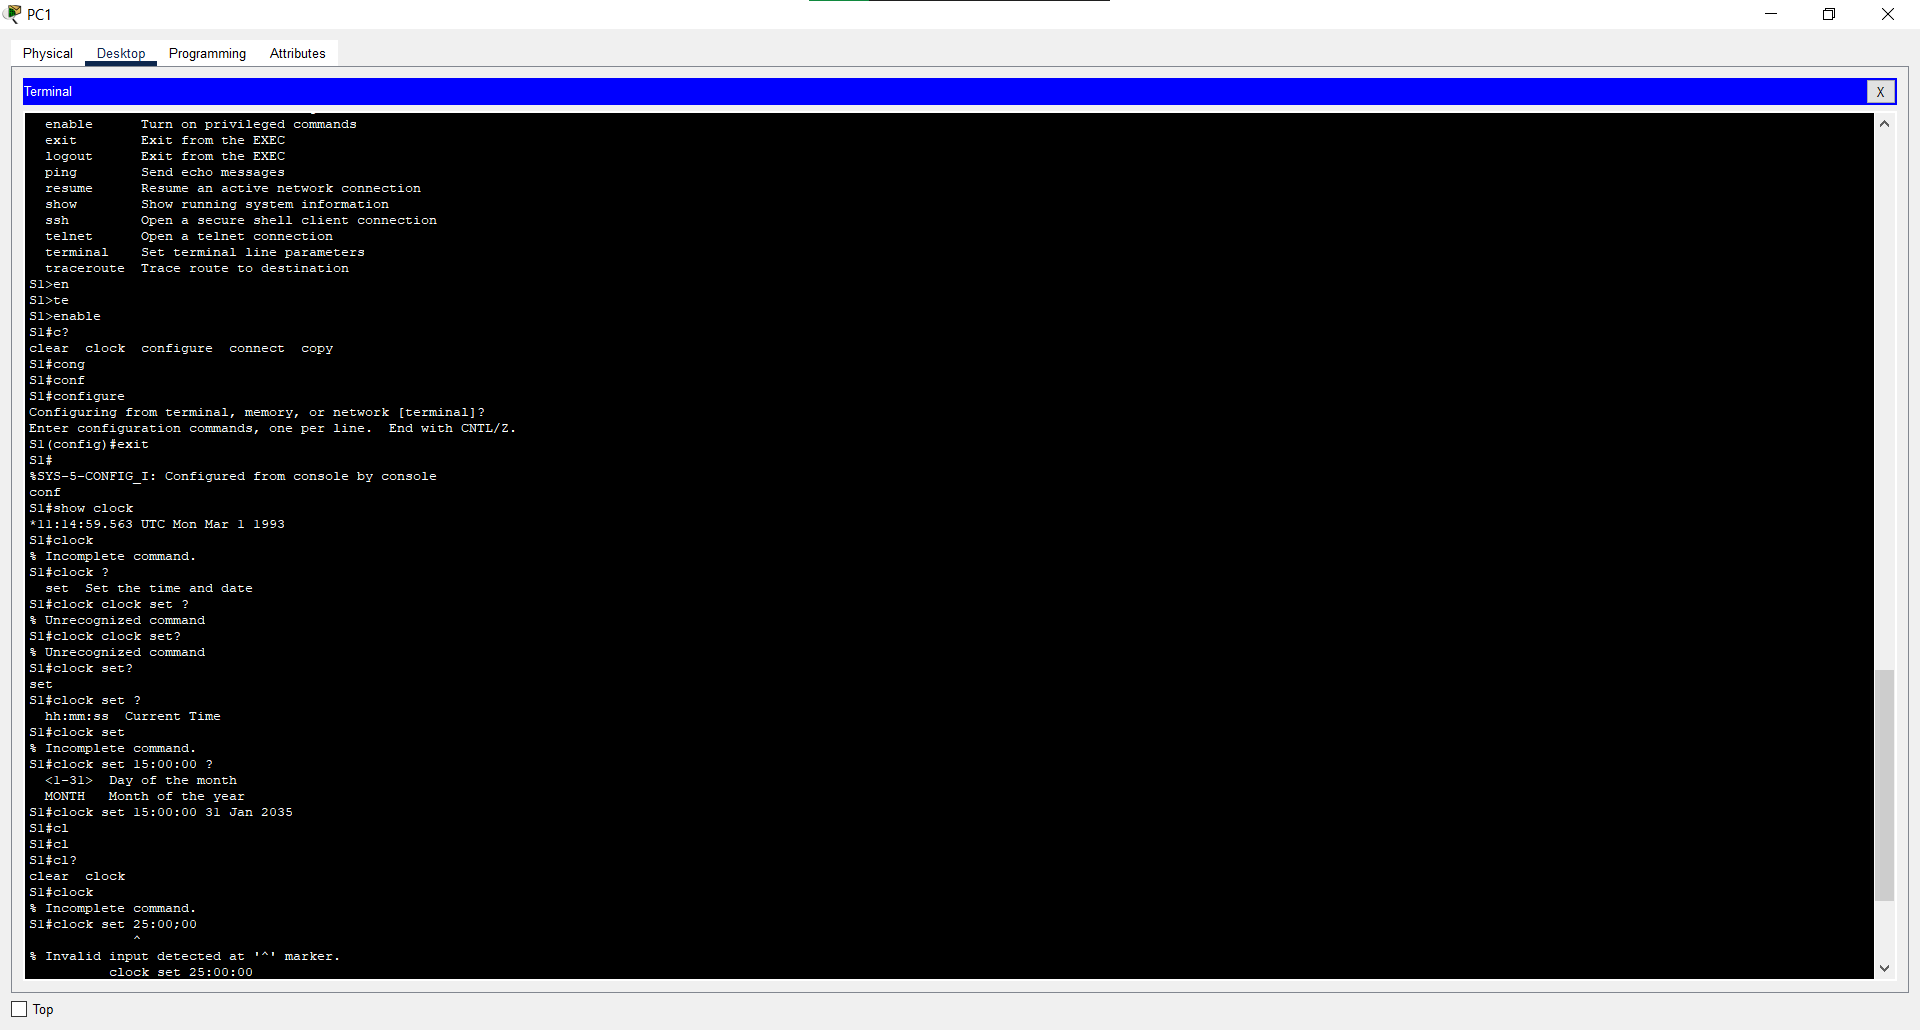 PC1
Physical Desktop Programming Attributes
Terminal X
enable Turn on privileged commands
exit Exit from the EXEC
logout Exit from the EXEC
ping Send echo messages
resume Resume an active network connection
show Show running system information
ssh Open a secure shell client connection
telnet Open a telnet connection
terminal Set terminal line parameters
traceroute Trace route to destination
S1>en
S1>te
S1>enable
S1#c?
clear clock configure connect copy
S1#cong
S1#conf
S1#configure
Configuring from terminal, memory, or network [terminal]?
Enter configuration commands, one per line. End with CNTL/Z.
S1(config)#exit
S1#
%SYS-5-CONFIG_I: Configured from console by console
conf
S1#show clock
*11:14:59.563 UTC Mon Mar 1 1993
S1#clock
% Incomplete command.
S1#clock ?
set Set the time and date
S1#clock clock set ?
% Unrecognized command
S1#clock clock set?
% Unrecognized command
S1#clock set?
set
S1#clock set ?
hh:mm:ss Current Time
S1#clock set
% Incomplete command.
S1#clock set 15:00:00 ?
<1-31> Day of the month
MONTH Month of the year
S1#clock set 15:00:00 31 Jan 2035
S1#cl
S1#cl
S1#cl?
clear clock
S1#clock
% Incomplete command.
S1#clock set 25:00;00
^
% Invalid input detected at '^' marker.
clock set 25:00:00
Top